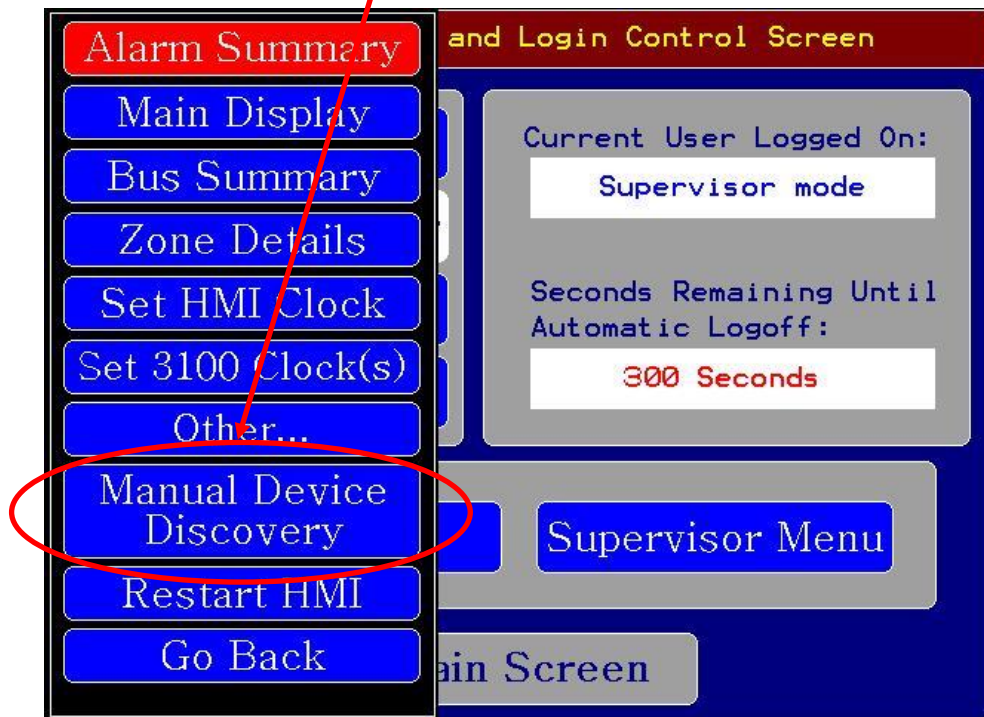 Alarm Summary
and Login Control Screen
Main Display
Bus Summary
Zone Details
Set HMI Clock
Set 3100 Clock(s)
Other...
Manual Device
Discovery
Restart HMI
Go Back
Current User Logged On:
Supervisor mode
Seconds Remaining Until
Automatic Logoff:
300 Seconds
Supervisor Menu
ain Screen